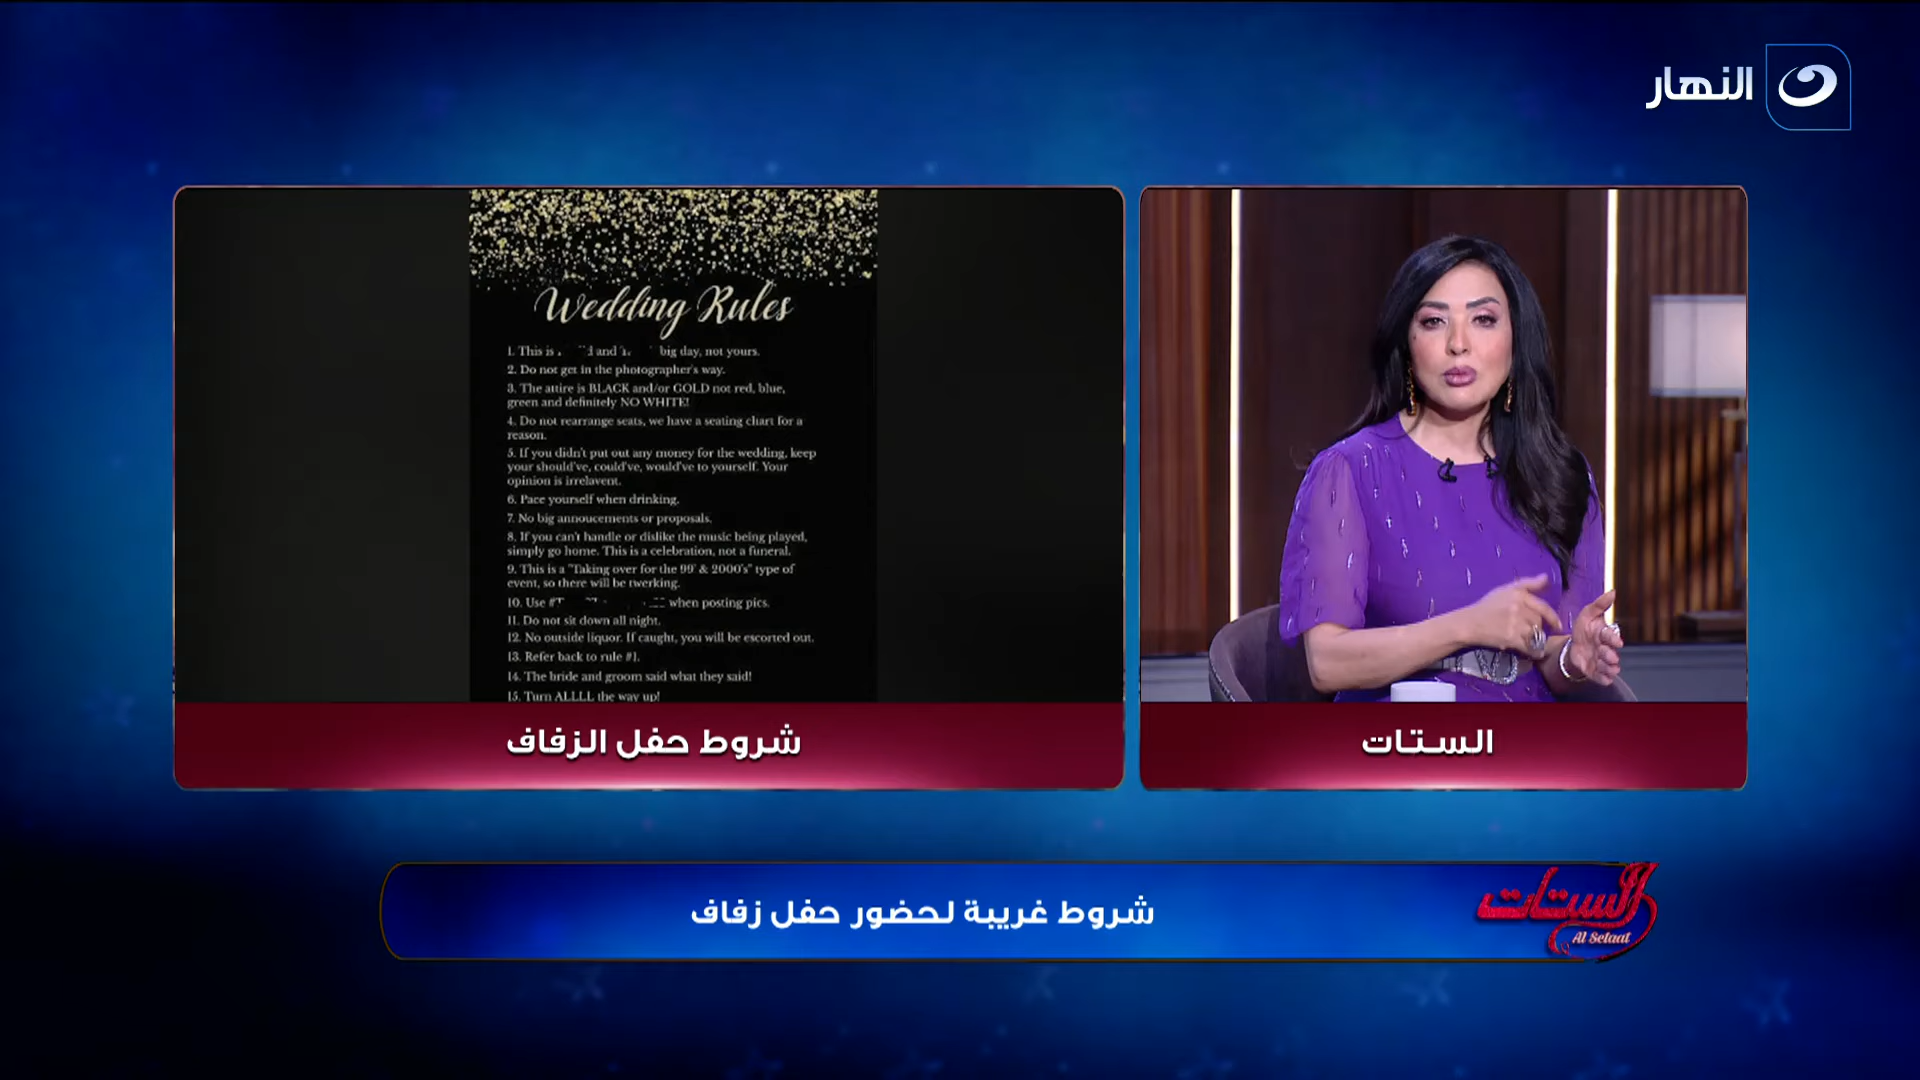 النهار
Wedding Rules
1. This is and big day, not yours.
2. Do not get in the photographer's way.
3. The attire is BLACK and/or GOLD not red, blue,
green and definitely NO WHITE!
4. Do not rearrange seats, we have a seating chart for a
reason.
5. If you didn't put out any money for the wedding, keep
your should've, could've, would've to yourself. Your
opinion is irrelavent.
6. Pace yourself when drinking.
7. No big annoucements or proposals.
8. If you can't handle or dislike the music being played,
simply go home. This is a celebration, not a funeral.
9. This is a "Taking over for the 99' & 2000's" type of
event, so there will be twerking.
10. Use when posting pics.
11. Do not sit down all night.
12. No outside liquor. If caught, you will be escorted out.
13. Refer back to rule #1.
14. The bride and groom said what they said!
15. Turn ALLLL the way up!
شروط حفل الزفاف
الستات
شروط غريبة لحضور حفل زفاف
الستات
Al Setaat